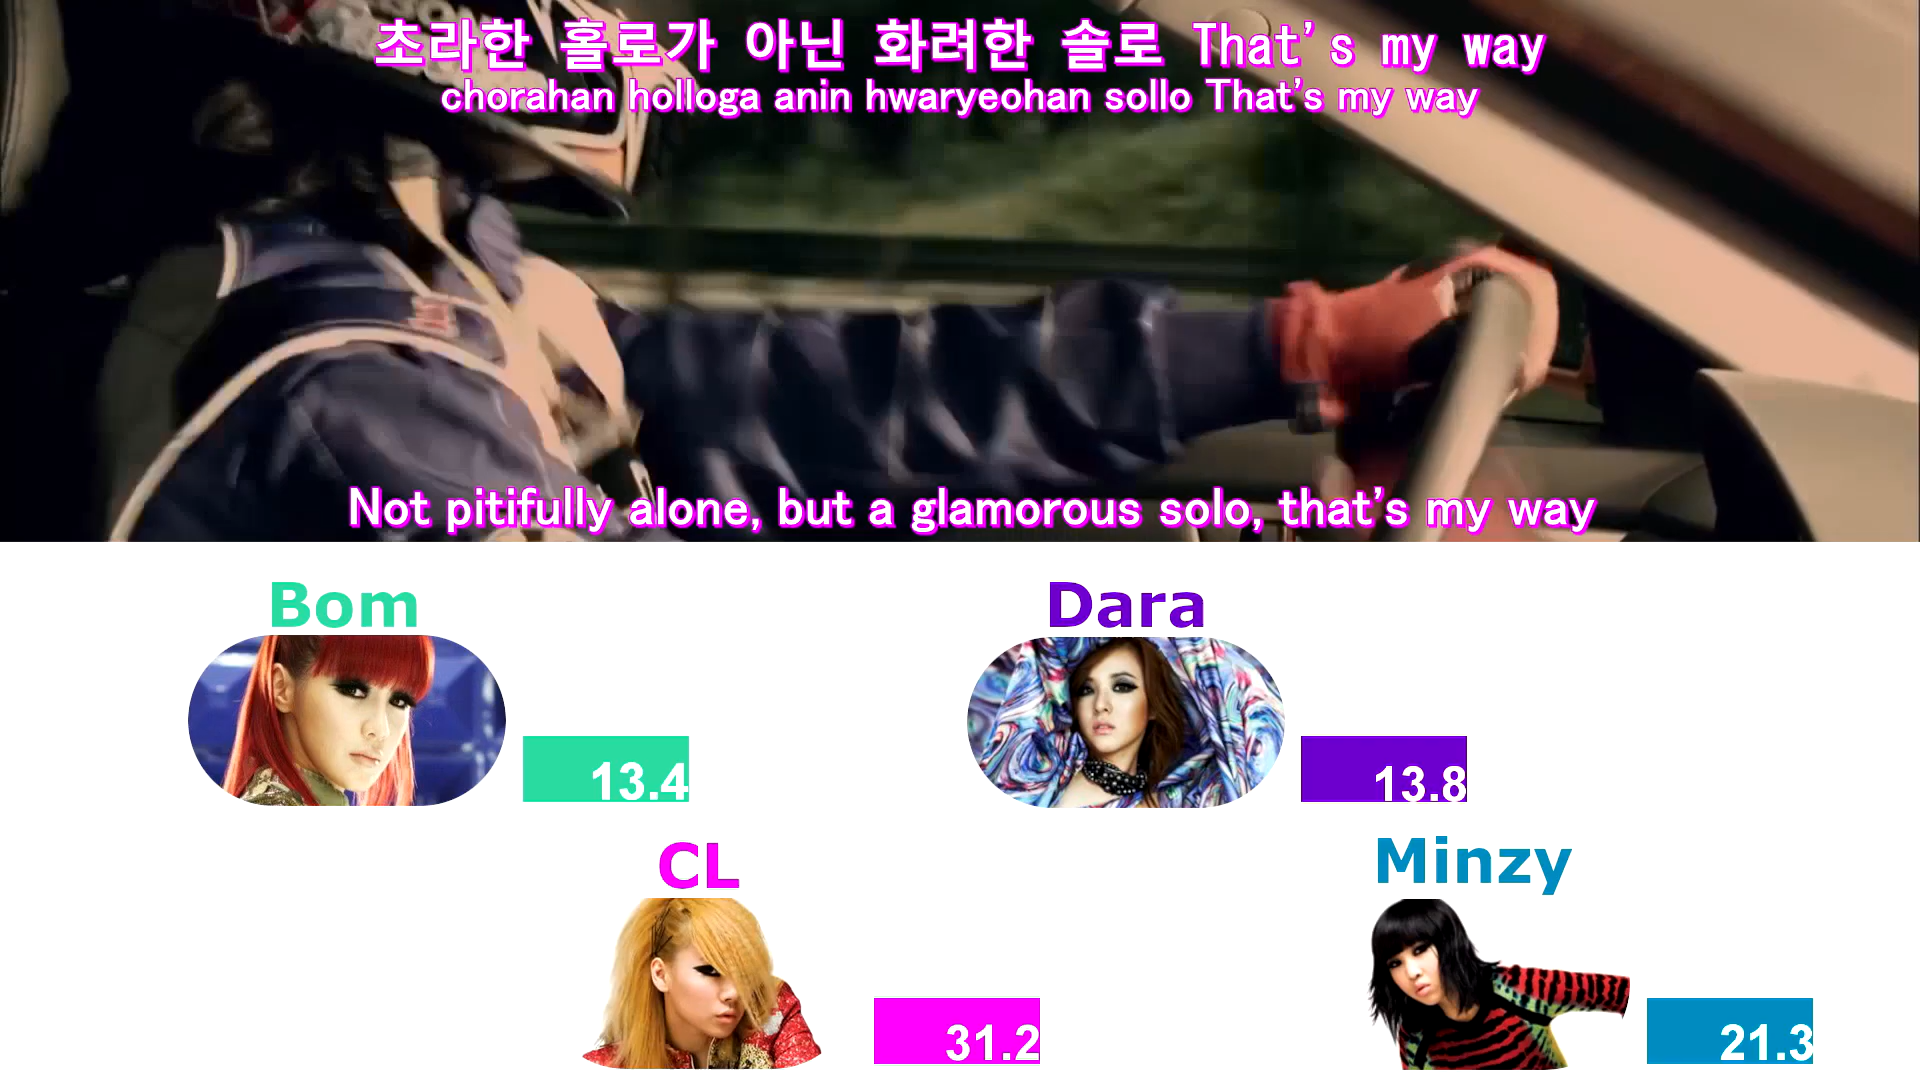 초라한 홀로가 아닌 화려한 솔로 That's my way
chorahan holloga anin hwaryeohan sollo That's my way
Not pitifully alone, but a glamorous solo, that's my way
Bom
Dara
13.4
13.8
CL
Minzy
31.2
21.3